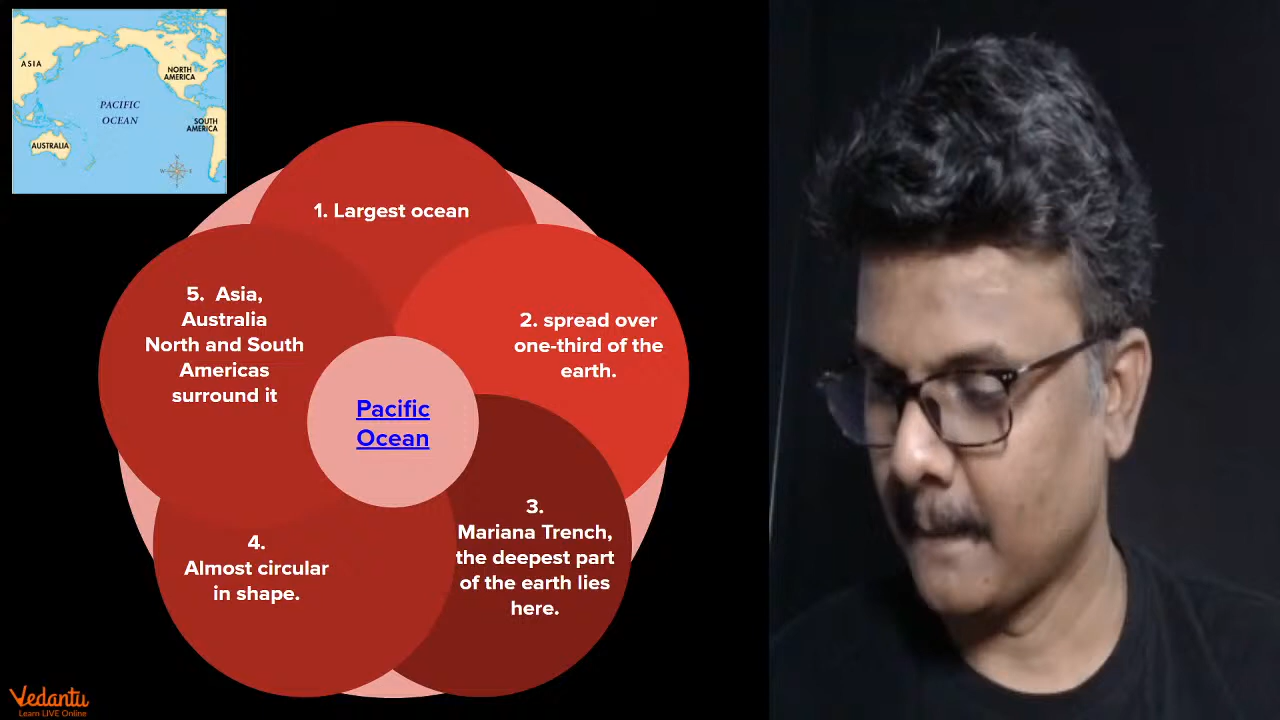 ASIA
NORTH
AMERICA
PACIFIC
OCEAN
SOUTH
AMERICA
AUSTRALIA
W
E
1. Largest ocean
2. spread over
one-third of the
earth.
3.
Mariana Trench,
the deepest part
of the earth lies
here.
4.
Almost circular
in shape.
5. Asia,
Australia
North and South
Americas
surround it
Pacific
Ocean
Vedantu
Learn LIVE Online